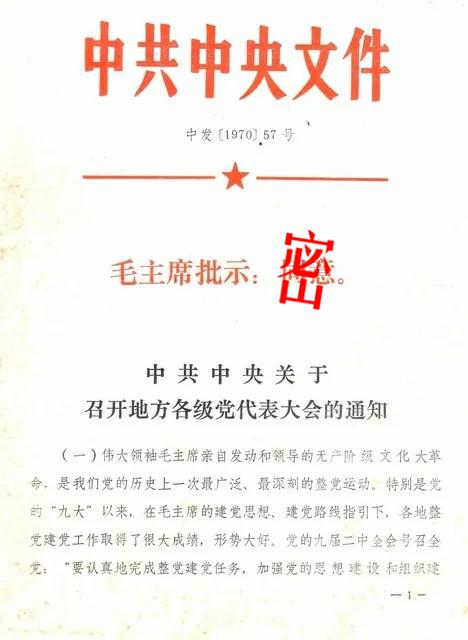 中共中央文件
中发〔1970〕57号
毛主席批示：同意。
密
中共中央关于
召开地方各级党代表大会的通知
（一）伟大领袖毛主席亲自发动和领导的无产阶级文化大革
命，是我们党的历史上一次最广泛、最深刻的整党运动。特别是党
的“九大”以来，在毛主席的建党思想、建党路线指引下，各地整
党建党工作取得了很大成绩，形势大好。党的九届二中全会号召全
党：“要认真地完成整党建党任务，加强党的思想建设和组织建
—1—